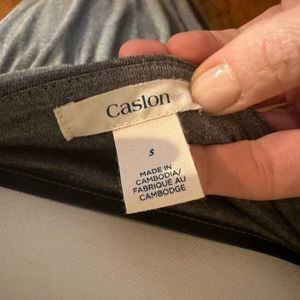 Caslon
S
MADE IN
CAMBODIA/
FABRIQUÉ AU
CAMBODGE